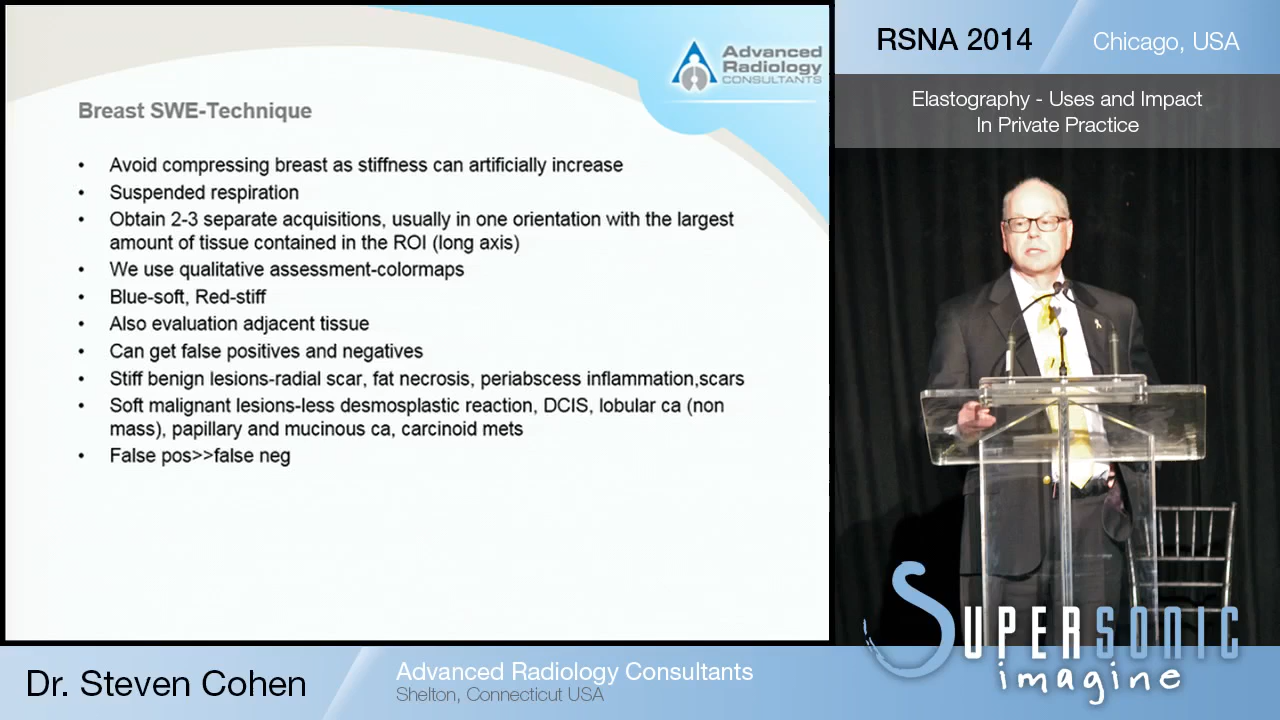 Advanced
Radiology
CONSULTANTS
Breast SWE-Technique
• Avoid compressing breast as stiffness can artificially increase
• Suspended respiration
• Obtain 2-3 separate acquisitions, usually in one orientation with the largest
amount of tissue contained in the ROI (long axis)
• We use qualitative assessment-colormaps
• Blue-soft, Red-stiff
• Also evaluation adjacent tissue
• Can get false positives and negatives
• Stiff benign lesions-radial scar, fat necrosis, periabscess inflammation,scars
• Soft malignant lesions-less desmosplastic reaction, DCIS, lobular ca (non
mass), papillary and mucinous ca, carcinoid mets
• False pos>>false neg
RSNA 2014 Chicago, USA
Elastography - Uses and Impact
In Private Practice
SUPERSONIC
imagine
Dr. Steven Cohen
Advanced Radiology Consultants
Shelton, Connecticut USA